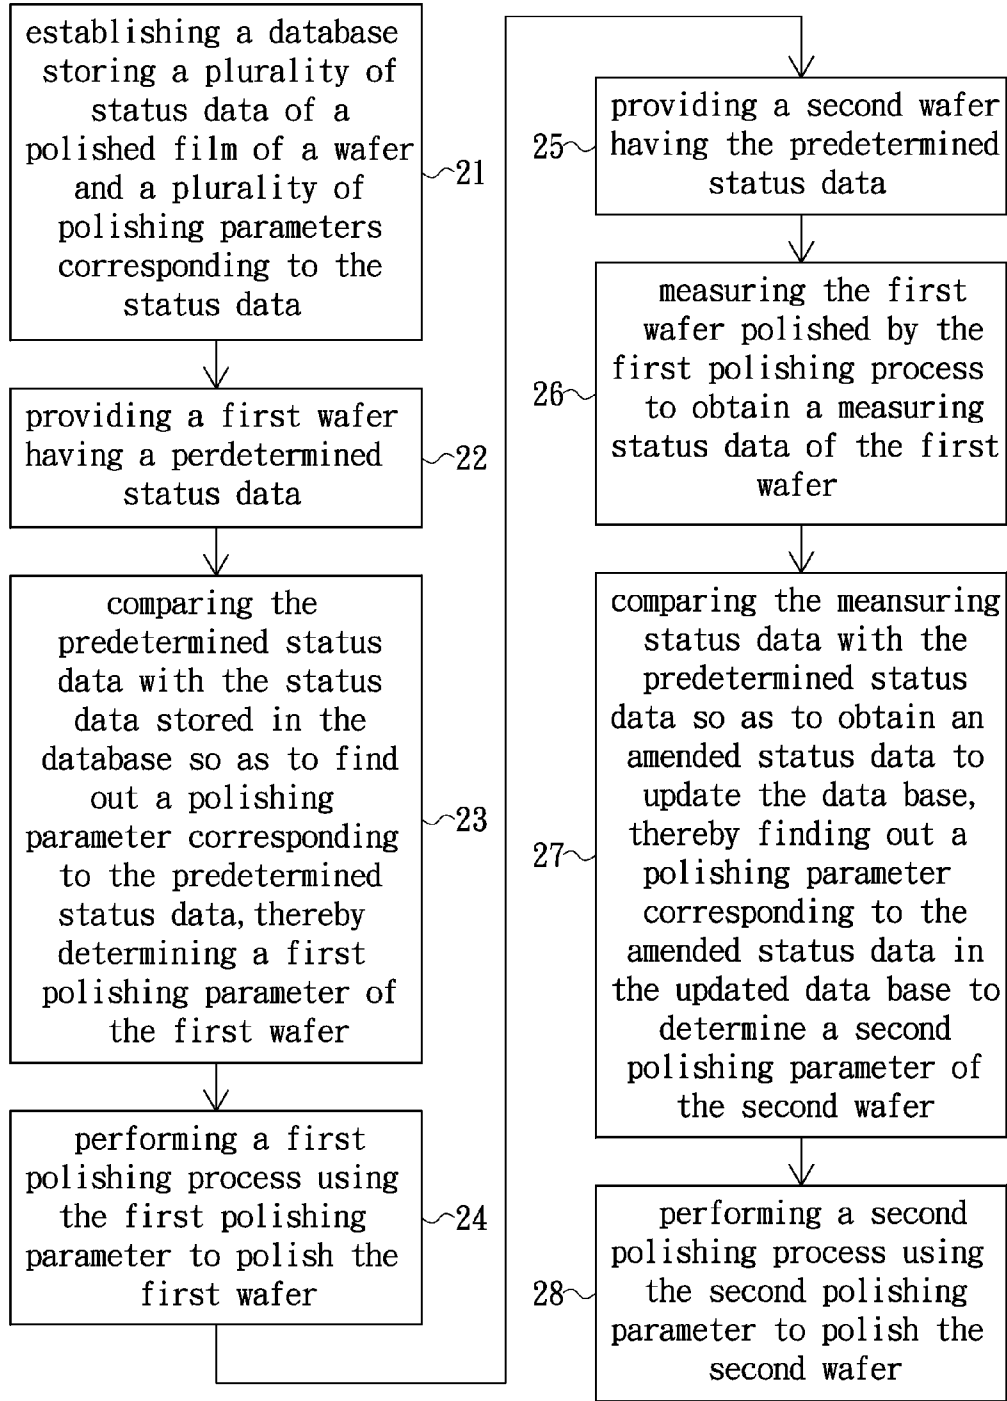 establishing a database
storing a plurality of
status data of a
polished film of a wafer
and a plurality of
polishing parameters
corresponding to the
status data
21
providing a first wafer
having a perdetermined
status data
22
comparing the
predetermined status
data with the status
data stored in the
database so as to find
out a polishing
parameter corresponding
to the predetermined
status data, thereby
determining a first
polishing parameter of
the first wafer
23
performing a first
polishing process using
the first polishing
parameter to polish the
first wafer
24
providing a second wafer
having the predetermined
status data
25
measuring the first
wafer polished by the
first polishing process
to obtain a measuring
status data of the first
wafer
26
comparing the meansuring
status data with the
predetermined status
data so as to obtain an
amended status data to
update the data base,
thereby finding out a
polishing parameter
corresponding to the
amended status data in
the updated data base to
determine a second
polishing parameter of
the second wafer
27
performing a second
polishing process using
the second polishing
parameter to polish the
second wafer
28